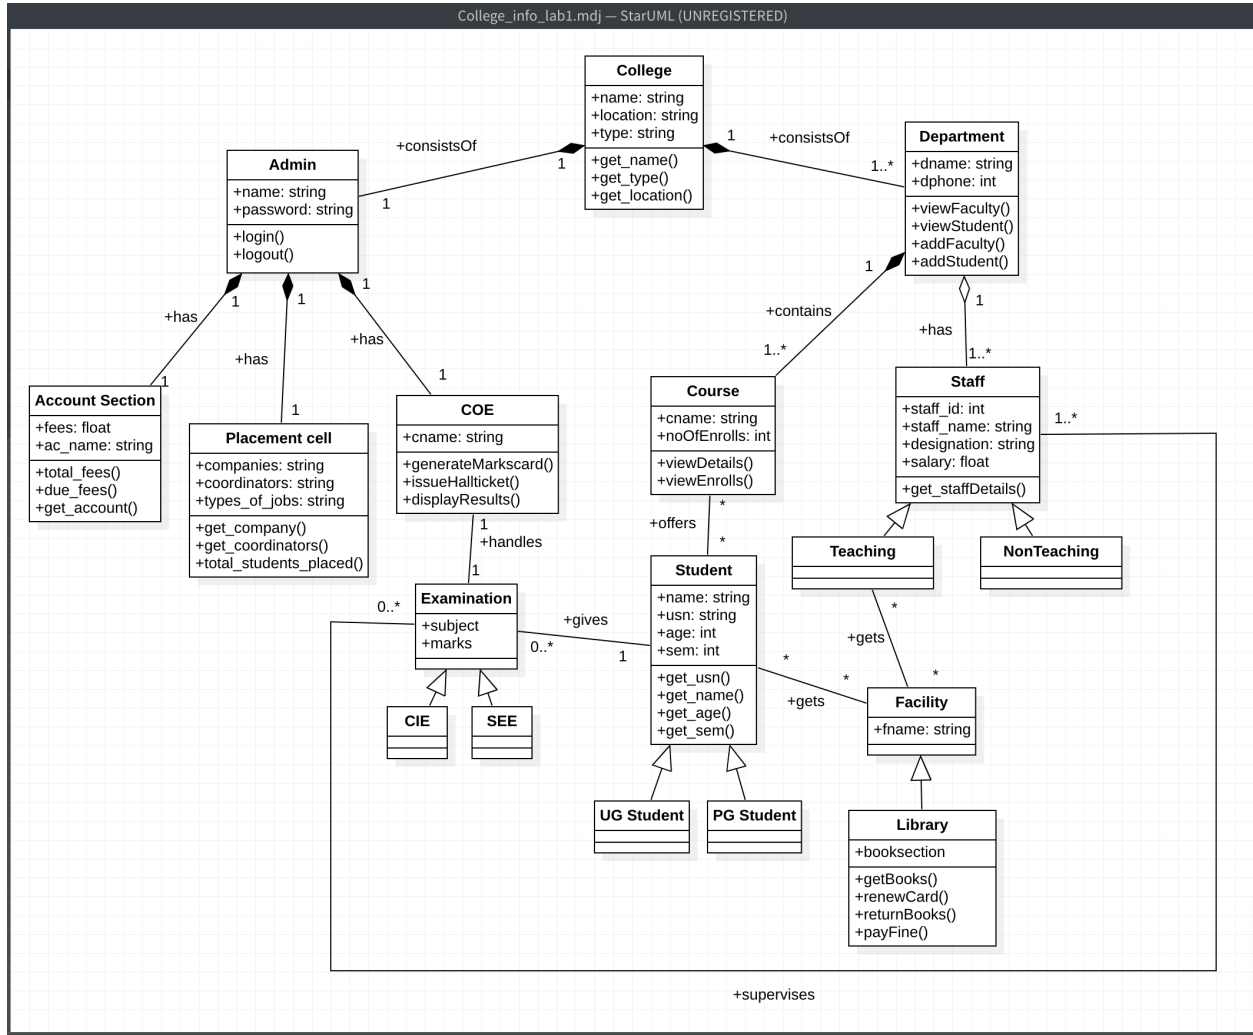 College_info_lab1.mdj — StarUML (UNREGISTERED)
College
+name: string
+location: string
+type: string
+get_name()
+get_type()
+get_location()
+consistsOf
1
1
1
+consistsOf
1..*
Department
+dname: string
+dphone: int
+viewFaculty()
+viewStudent()
+addFaculty()
+addStudent()
Admin
+name: string
+password: string
+login()
+logout()
1
+has
1
1
+has
1
1
+has
1
1
+contains
1..*
1
+has
1..*
Account Section
+fees: float
+ac_name: string
+total_fees()
+due_fees()
+get_account()
Placement cell
+companies: string
+coordinators: string
+types_of_jobs: string
+get_company()
+get_coordinators()
+total_students_placed()
COE
+cname: string
+generateMarkscard()
+issueHallticket()
+displayResults()
Course
+cname: string
+noOfEnrolls: int
+viewDetails()
+viewEnrolls()
Staff
+staff_id: int
+staff_name: string
+designation: string
+salary: float
+get_staffDetails()
1..*
1
+handles
1
*
+offers
*
Teaching
NonTeaching
Examination
+subject
+marks
0..*
+gives
0..*
1
Student
+name: string
+usn: string
+age: int
+sem: int
+get_usn()
+get_name()
+get_age()
+get_sem()
*
+gets
*
*
+gets
*
Facility
+fname: string
CIE
SEE
UG Student
PG Student
Library
+booksection
+getBooks()
+renewCard()
+returnBooks()
+payFine()
+supervises